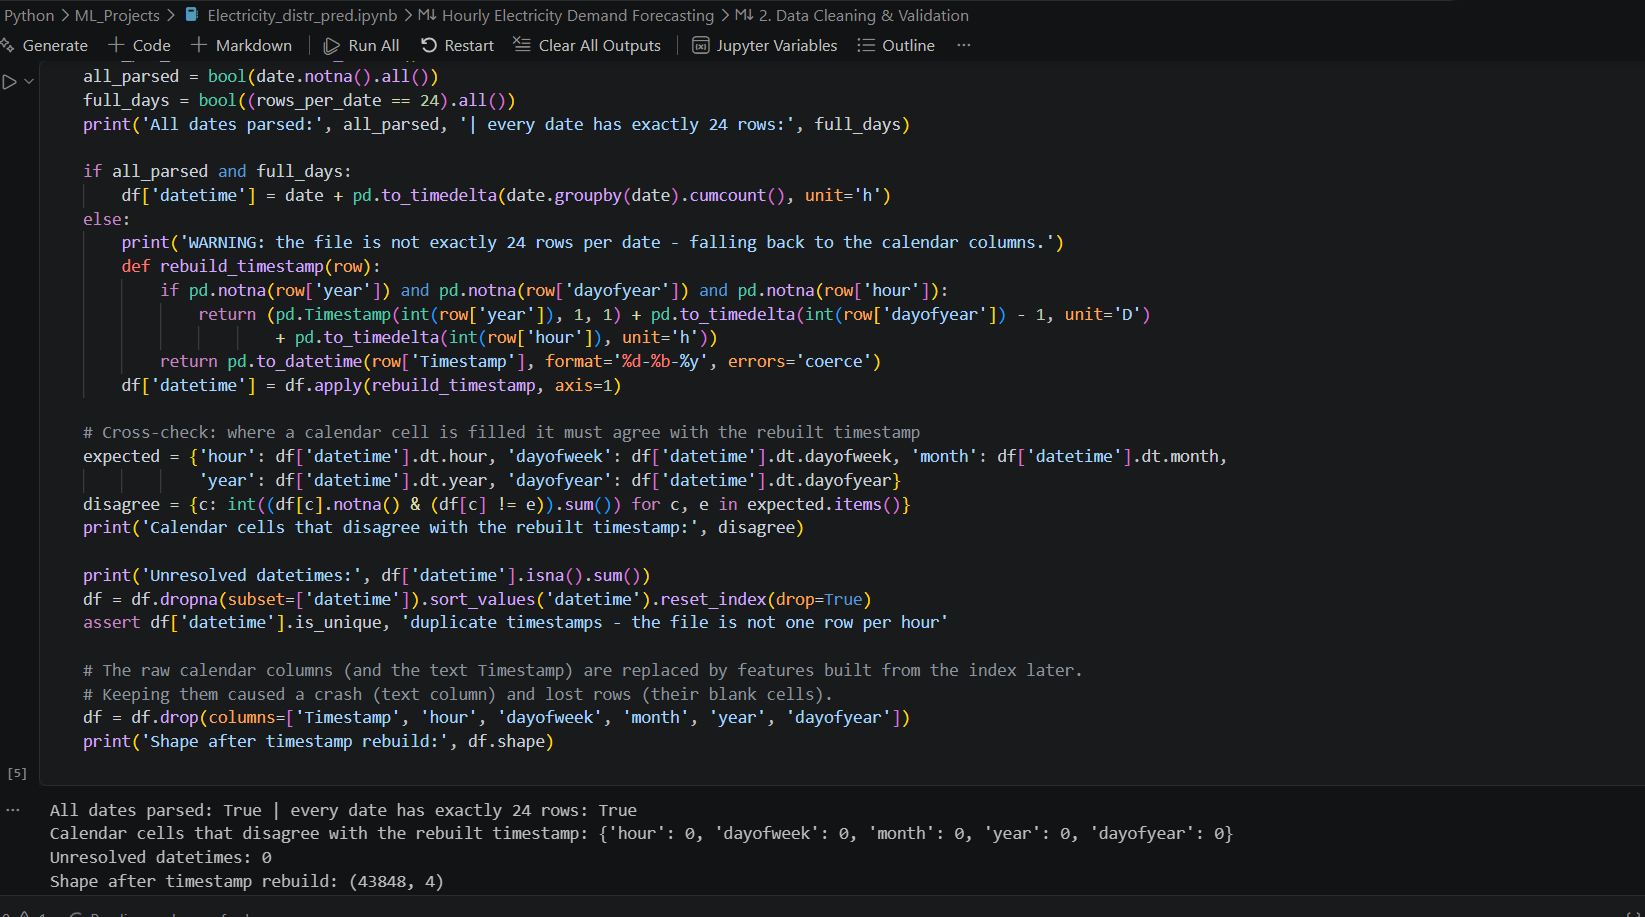 Python > ML_Projects > Electricity_distr_pred.ipynb > M↓ Hourly Electricity Demand Forecasting > M↓ 2. Data Cleaning & Validation
Generate + Code + Markdown Run All Restart Clear All Outputs Jupyter Variables Outline ...
all_parsed = bool(date.notna().all())
full_days = bool((rows_per_date == 24).all())
print('All dates parsed:', all_parsed, '| every date has exactly 24 rows:', full_days)
if all_parsed and full_days:
    df['datetime'] = date + pd.to_timedelta(date.groupby(date).cumcount(), unit='h')
else:
    print('WARNING: the file is not exactly 24 rows per date - falling back to the calendar columns.')
    def rebuild_timestamp(row):
        if pd.notna(row['year']) and pd.notna(row['dayofyear']) and pd.notna(row['hour']):
            return (pd.Timestamp(int(row['year']), 1, 1) + pd.to_timedelta(int(row['dayofyear']) - 1, unit='D')
                    + pd.to_timedelta(int(row['hour']), unit='h'))
        return pd.to_datetime(row['Timestamp'], format='%d-%b-%y', errors='coerce')
    df['datetime'] = df.apply(rebuild_timestamp, axis=1)
# Cross-check: where a calendar cell is filled it must agree with the rebuilt timestamp
expected = {'hour': df['datetime'].dt.hour, 'dayofweek': df['datetime'].dt.dayofweek, 'month': df['datetime'].dt.month,
            'year': df['datetime'].dt.year, 'dayofyear': df['datetime'].dt.dayofyear}
disagree = {c: int((df[c].notna() & (df[c] != e)).sum()) for c, e in expected.items()}
print('Calendar cells that disagree with the rebuilt timestamp:', disagree)
print('Unresolved datetimes:', df['datetime'].isna().sum())
df = df.dropna(subset=['datetime']).sort_values('datetime').reset_index(drop=True)
assert df['datetime'].is_unique, 'duplicate timestamps - the file is not one row per hour'
# The raw calendar columns (and the text Timestamp) are replaced by features built from the index later.
# Keeping them caused a crash (text column) and lost rows (their blank cells).
df = df.drop(columns=['Timestamp', 'hour', 'dayofweek', 'month', 'year', 'dayofyear'])
print('Shape after timestamp rebuild:', df.shape)
[5]
... All dates parsed: True | every date has exactly 24 rows: True
Calendar cells that disagree with the rebuilt timestamp: {'hour': 0, 'dayofweek': 0, 'month': 0, 'year': 0, 'dayofyear': 0}
Unresolved datetimes: 0
Shape after timestamp rebuild: (43848, 4)